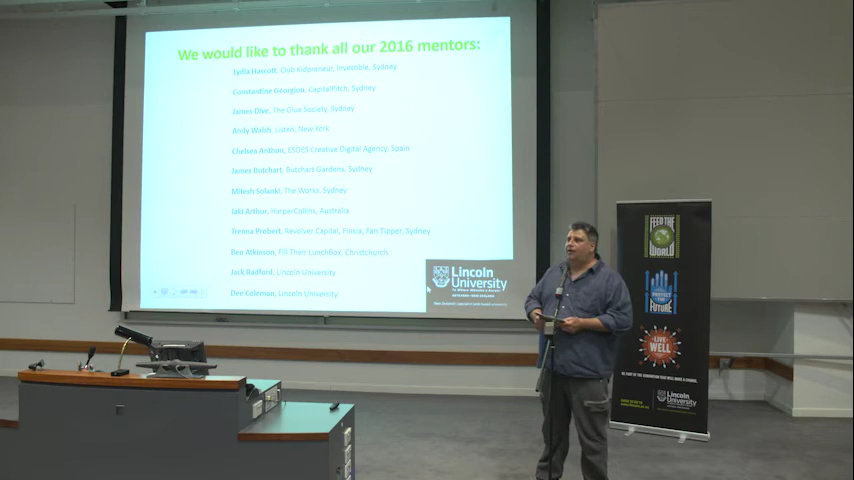 We would like to thank all our 2016 mentors:
Lydia Hascott, Club Kidpreneur, Investible, Sydney
Constantine Georgiou, CapitalPitch, Sydney
James Dive, The Glue Society, Sydney
Andy Walsh, Listen, New York
Chelsea Anthon, ESDES Creative Digital Agency, Spain
James Butchart, Butchart Gardens, Sydney
Mitesh Solanki, The Works, Sydney
Jaki Arthur, HarperCollins, Australia
Trenna Probert, Revolver Capital, Finsia, Fan Tipper, Sydney
Ben Atkinson, Fill Their LunchBox, Christchurch
Jack Radford, Lincoln University
Dee Coleman, Lincoln University
Lincoln
University
FEED THE
WORLD
PROTECT
THE
FUTURE
LIVE
WELL
Lincoln
University